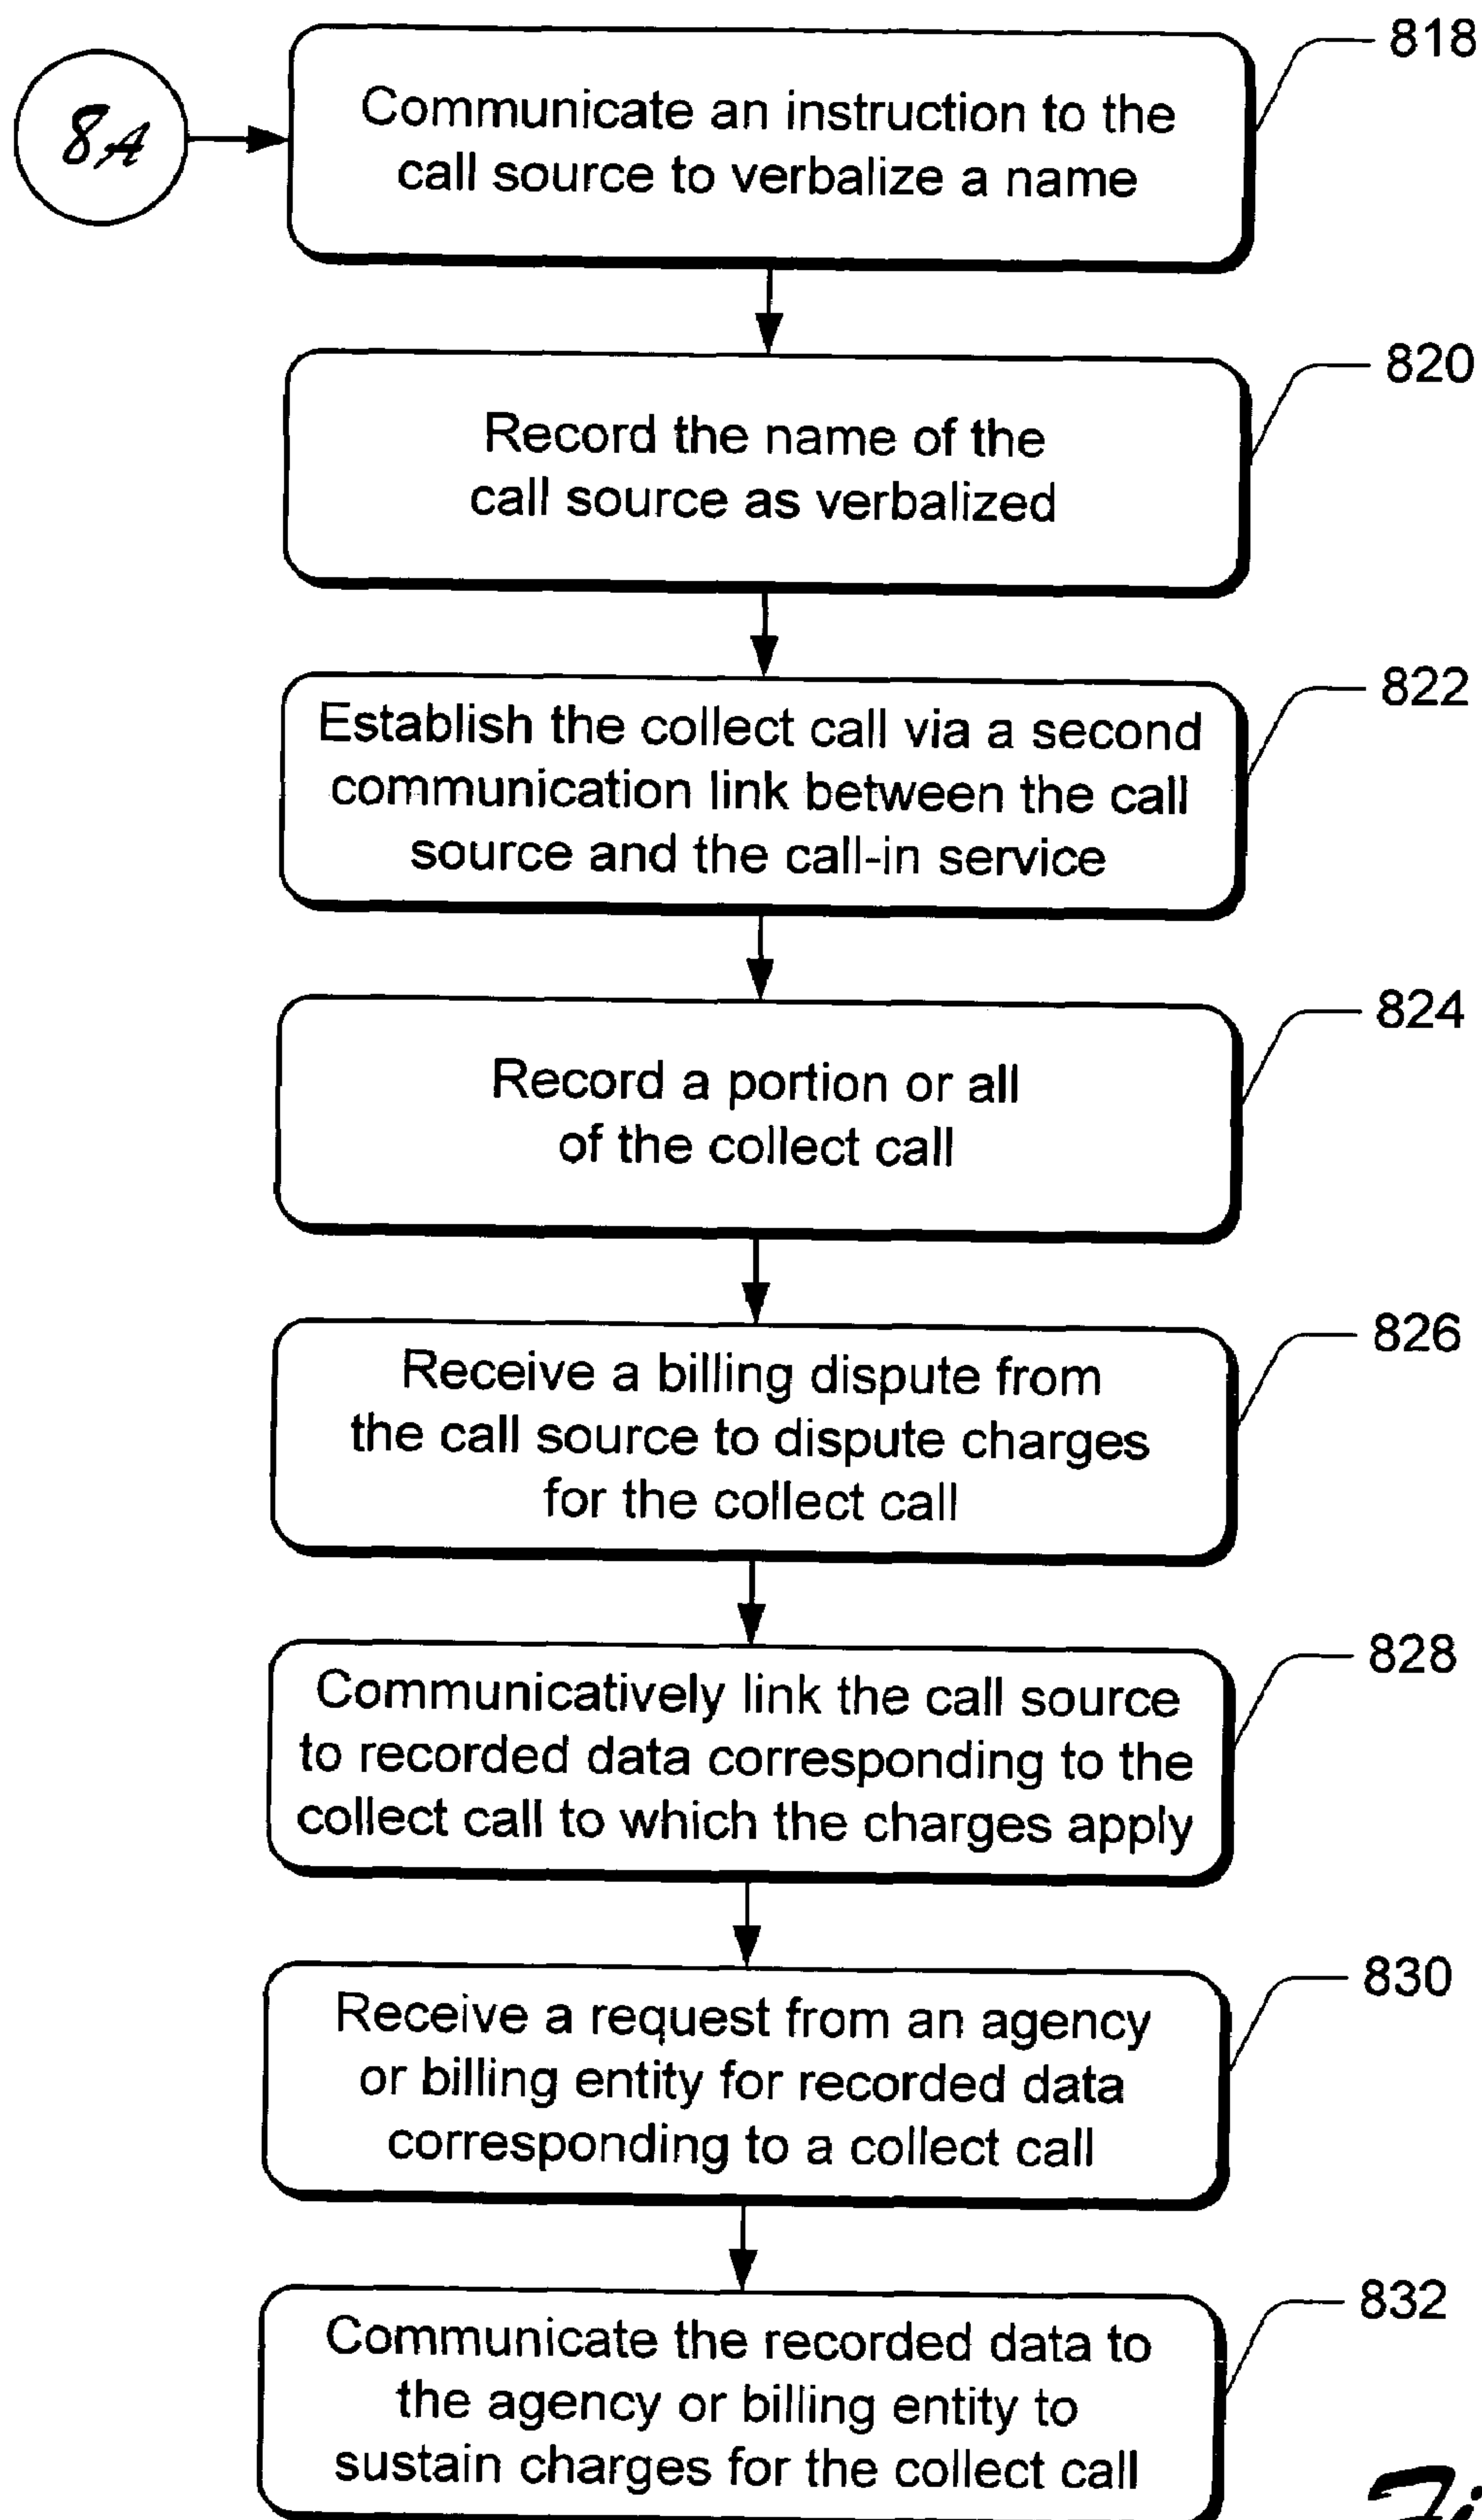 818
8A
Communicate an instruction to the
call source to verbalize a name
820
Record the name of the
call source as verbalized
822
Establish the collect call via a second
communication link between the call
source and the call-in service
824
Record a portion or all
of the collect call
826
Receive a billing dispute from
the call source to dispute charges
for the collect call
828
Communicatively link the call source
to recorded data corresponding to the
collect call to which the charges apply
830
Receive a request from an agency
or billing entity for recorded data
corresponding to a collect call
832
Communicate the recorded data to
the agency or billing entity to
sustain charges for the collect call